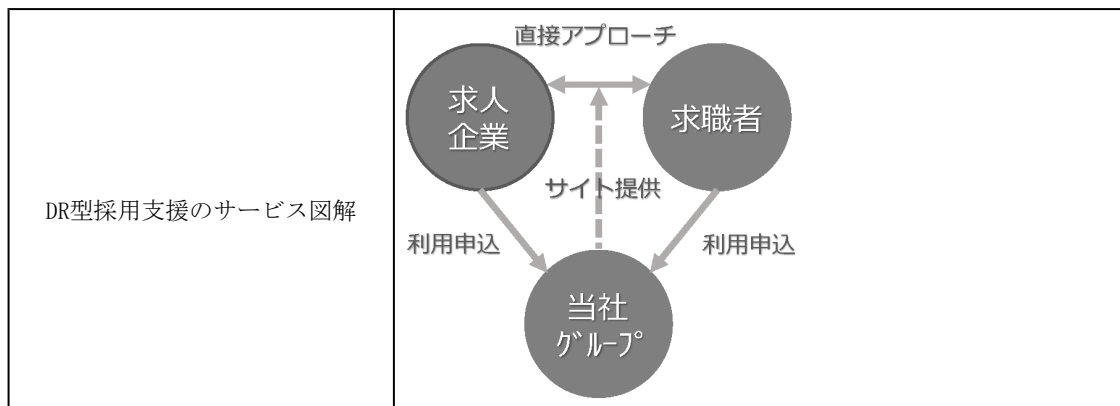 DR型採用支援のサービス図解
直接アプローチ
求人
企業
求職者
サイト提供
利用申込
利用申込
当社
グループ